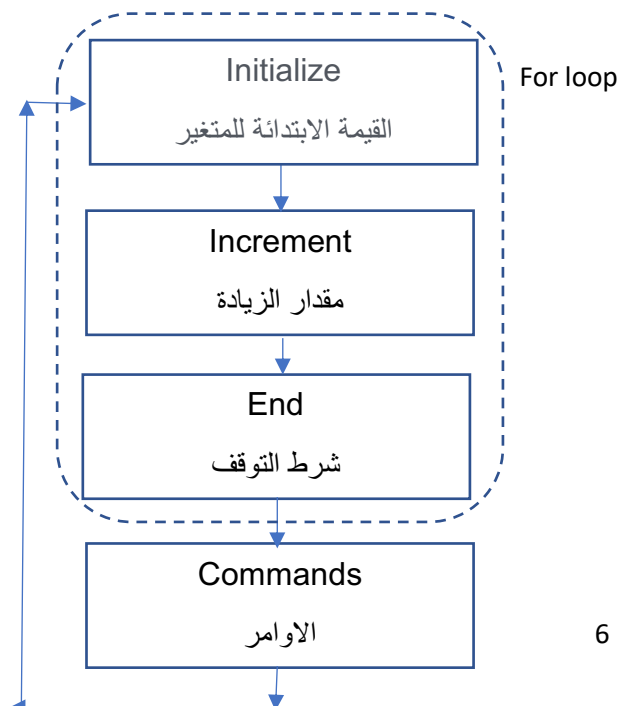 Initialize
For loop
القيمة الابتدائة للمتغير
Increment
مقدار الزيادة
End
شرط التوقف
Commands
الاوامر
6